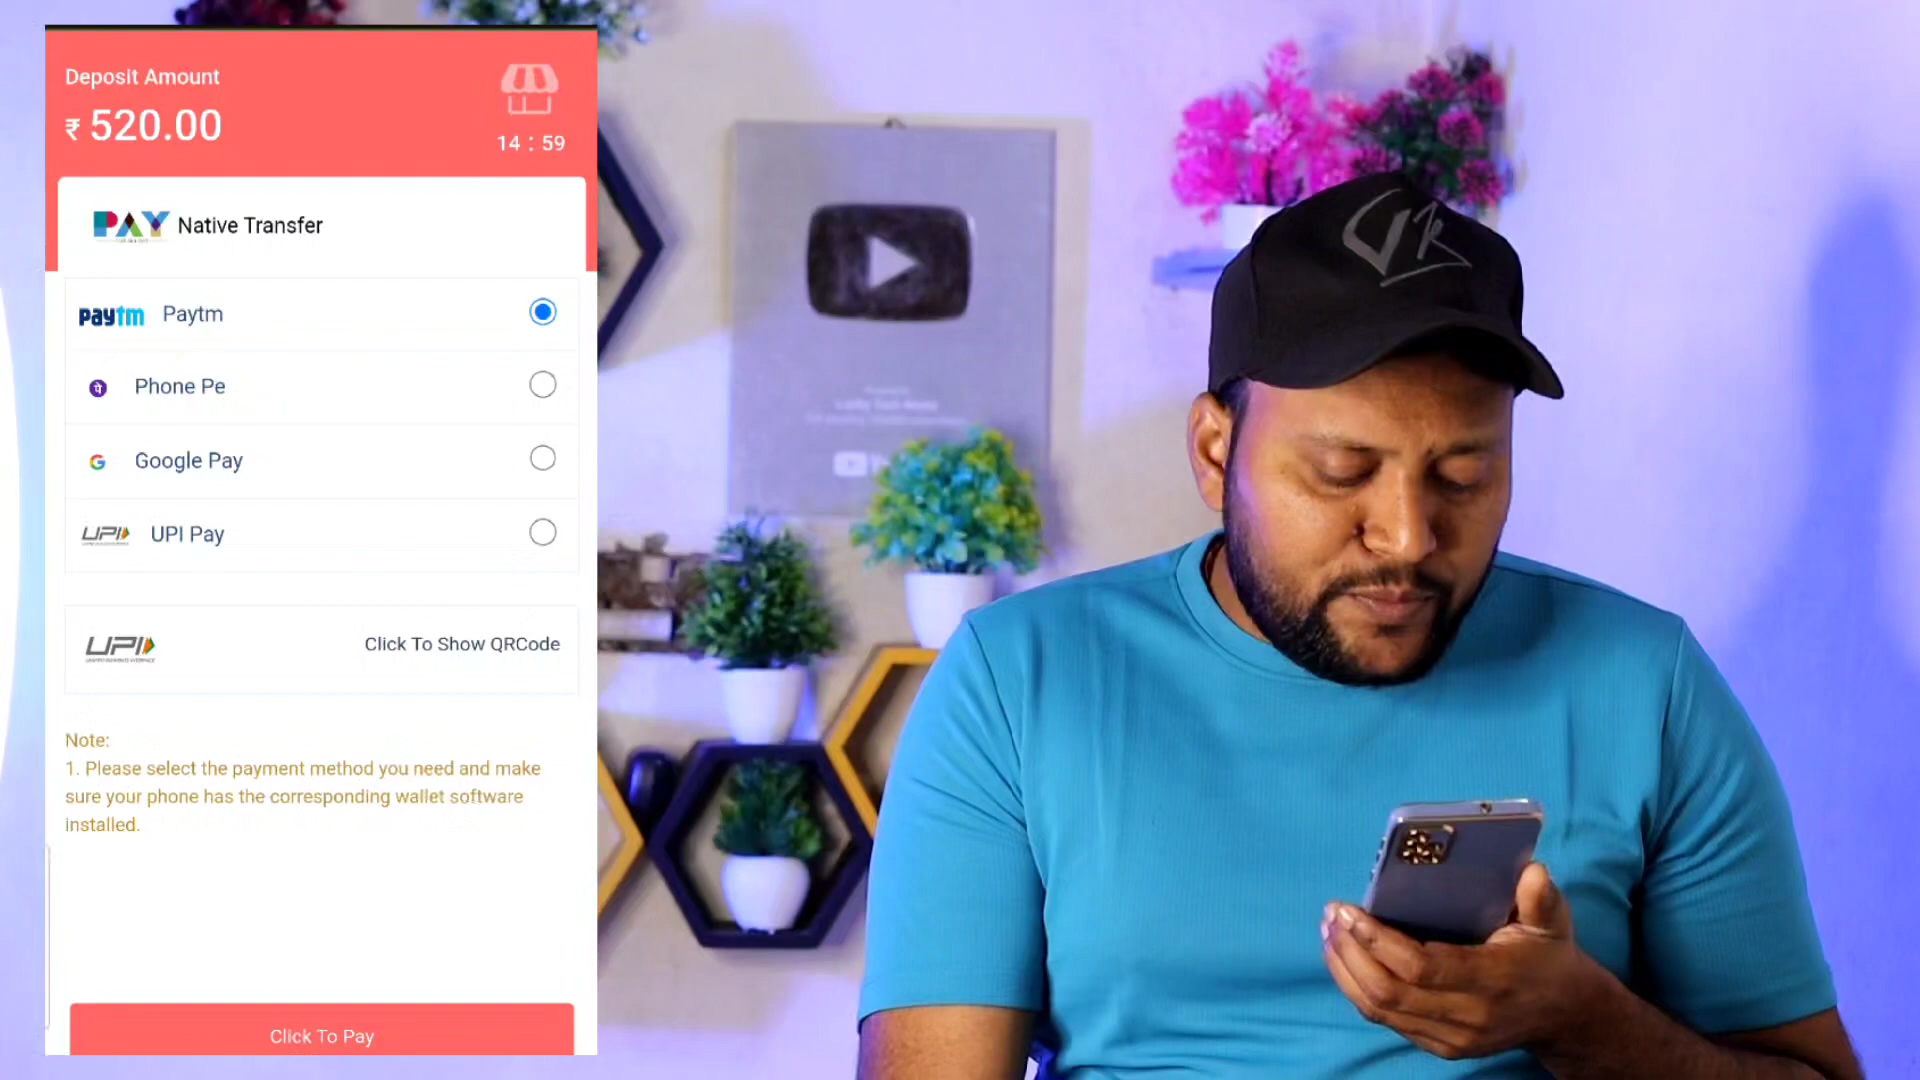 Deposit Amount
₹ 520.00
14 : 59
PAY Native Transfer
paytm Paytm
पे Phone Pe
G Google Pay
UPI UPI Pay
UPI Click To Show QRCode
Note:
1. Please select the payment method you need and make
sure your phone has the corresponding wallet software
installed.
Click To Pay